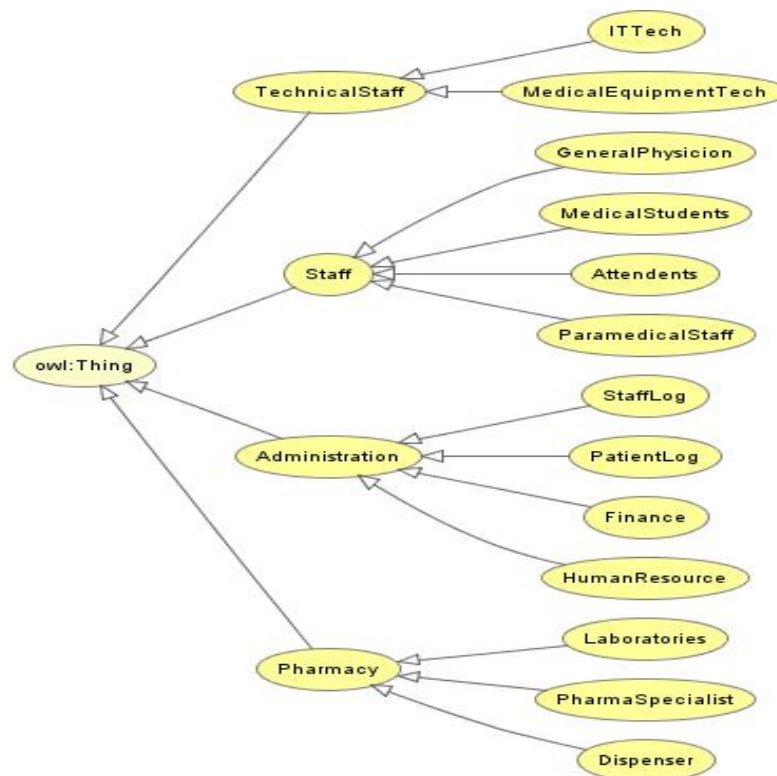 ITTech
TechnicalStaff
MedicalEquipmentTech
GeneralPhysicion
MedicalStudents
Staff
Attendents
ParamedicalStaff
owl:Thing
StaffLog
Administration
PatientLog
Finance
HumanResource
Laboratories
Pharmacy
PharmaSpecialist
Dispenser